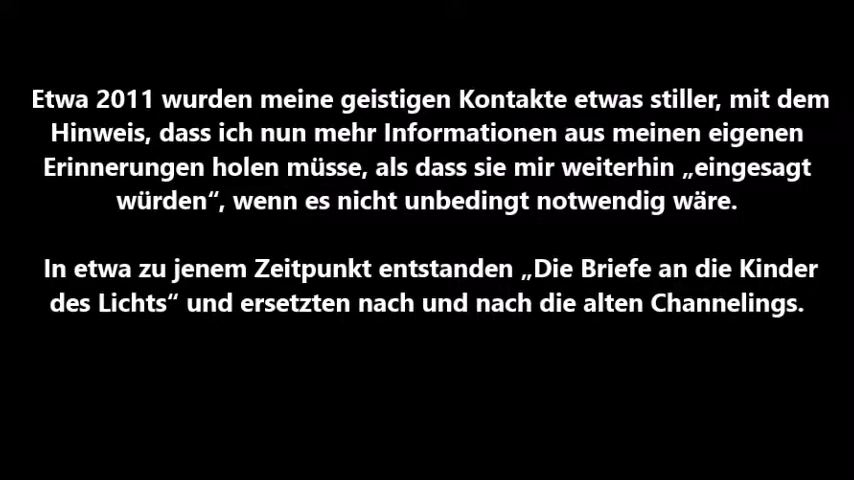 Etwa 2011 wurden meine geistigen Kontakte etwas stiller, mit dem
Hinweis, dass ich nun mehr Informationen aus meinen eigenen
Erinnerungen holen müsse, als dass sie mir weiterhin „eingesagt
würden“, wenn es nicht unbedingt notwendig wäre.
In etwa zu jenem Zeitpunkt entstanden „Die Briefe an die Kinder
des Lichts“ und ersetzten nach und nach die alten Channelings.